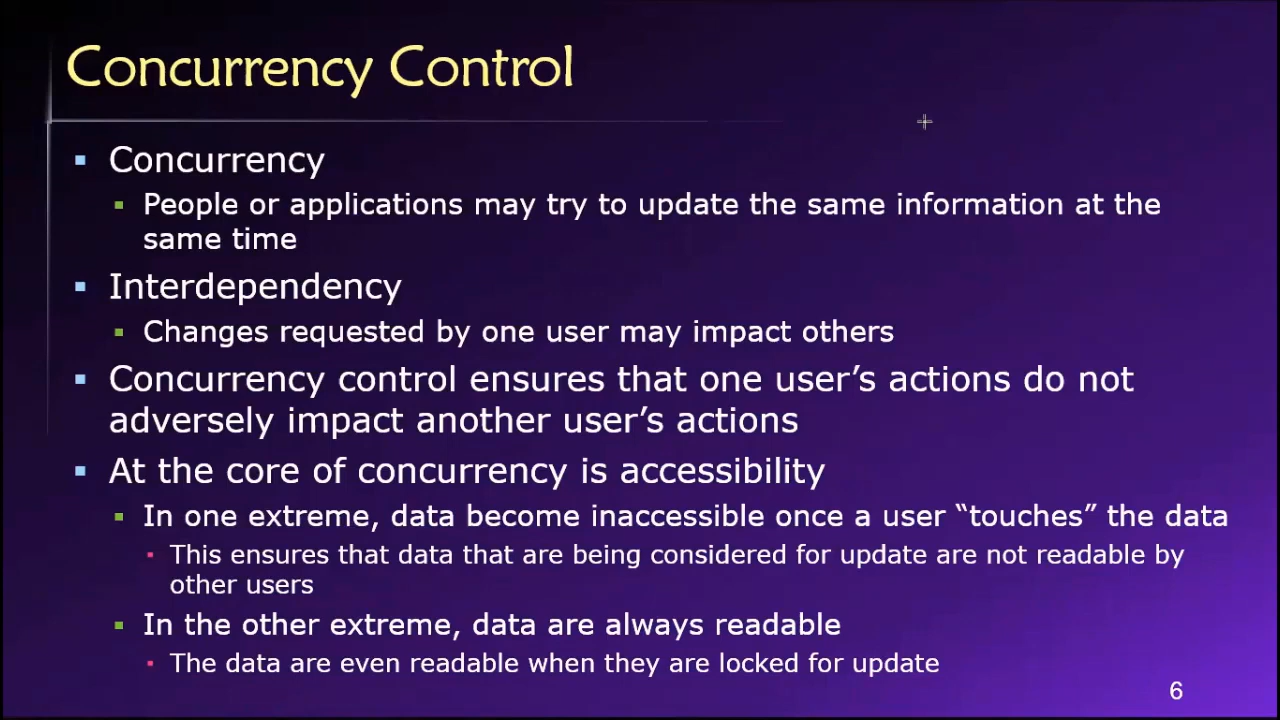 Concurrency Control
Concurrency
People or applications may try to update the same information at the
same time
Interdependency
Changes requested by one user may impact others
Concurrency control ensures that one user’s actions do not
adversely impact another user’s actions
At the core of concurrency is accessibility
In one extreme, data become inaccessible once a user “touches” the data
This ensures that data that are being considered for update are not readable by
other users
In the other extreme, data are always readable
The data are even readable when they are locked for update
6